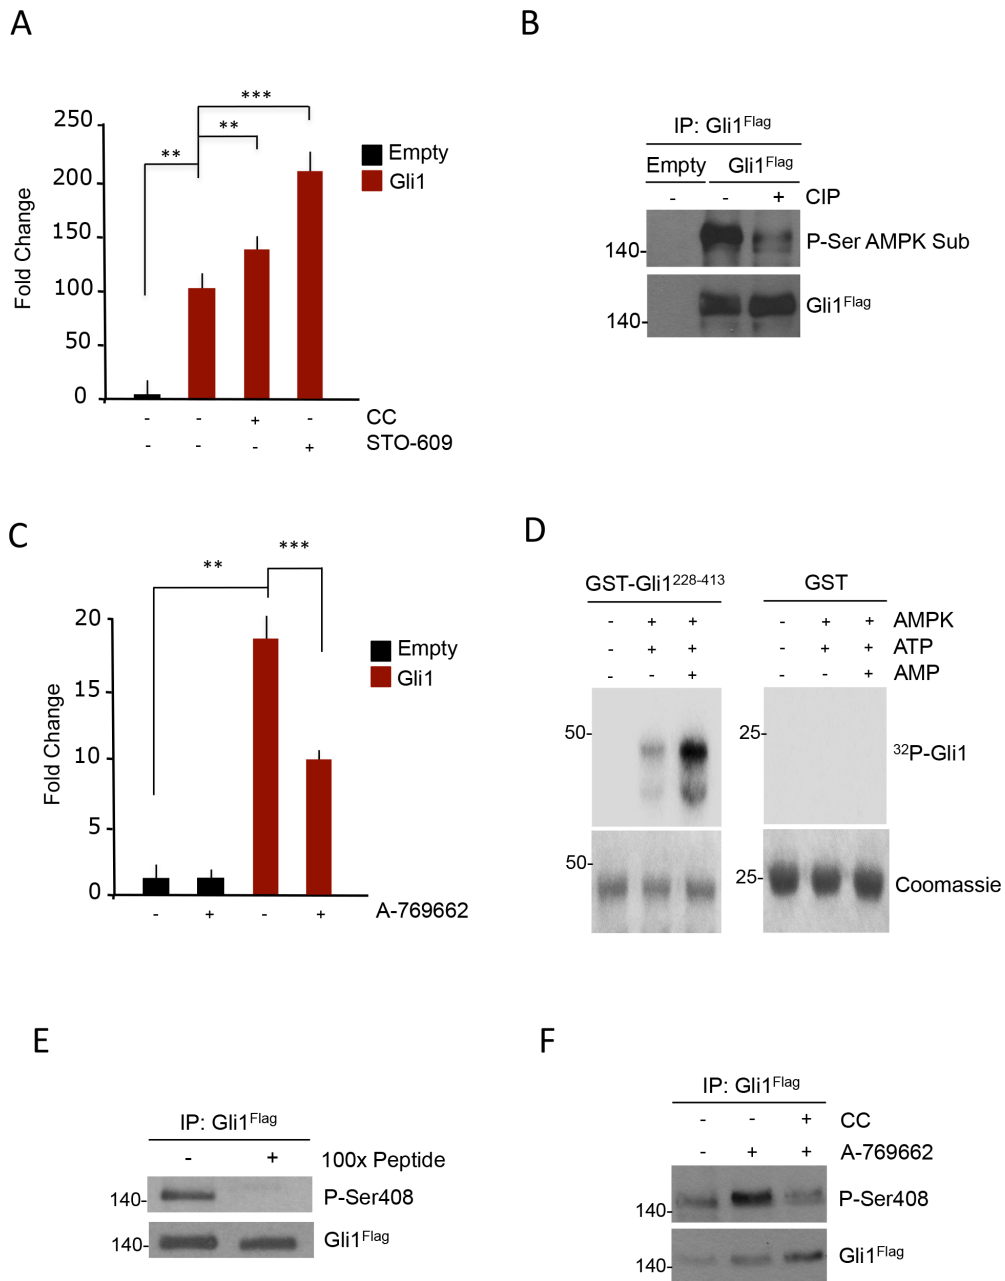 A
***
**
**
250
200
150
100
50
0
Fold Change
Empty
Gli1
- - + - CC
- - - + STO-609
B
IP: Gli1Flag
Empty Gli1Flag
- - + CIP
140- P-Ser AMPK Sub
140- Gli1Flag
C
** ***
20
15
10
5
0
Fold Change
Empty
Gli1
- + - + A-769662
D
GST-Gli1228-413 GST
- + + - + + AMPK
- + + - + + ATP
- - + - - + AMP
50- 25- 32P-Gli1
50- 25- Coomassie
E
IP: Gli1Flag
- + 100x Peptide
140- P-Ser408
140- Gli1Flag
F
IP: Gli1Flag
- - + CC
- + + A-769662
140- P-Ser408
140- Gli1Flag